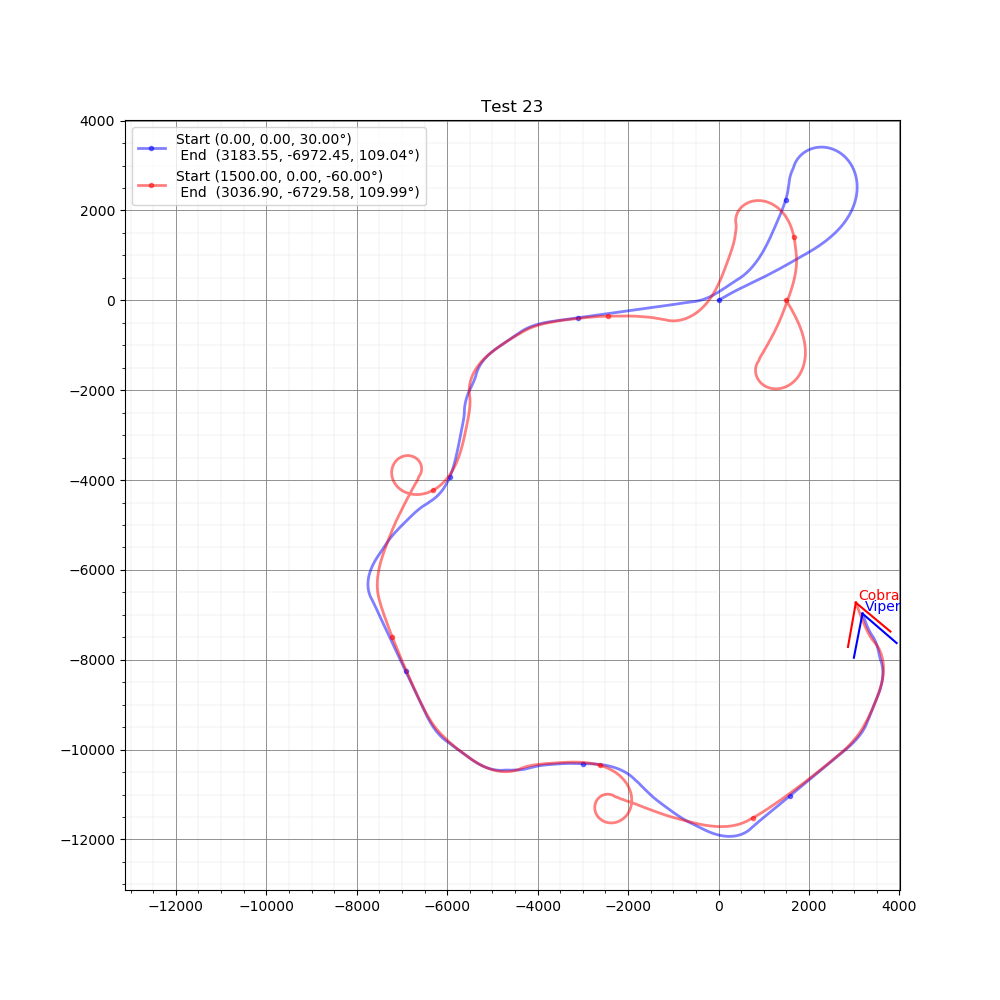 Test 23
Start (0.00, 0.00, 30.00°)
End (3183.55, -6972.45, 109.04°)
Start (1500.00, 0.00, -60.00°)
End (3036.90, -6729.58, 109.99°)
4000
2000
0
−2000
−4000
−6000
−8000
−10000
−12000
Cobra
Viper
−12000 −10000 −8000 −6000 −4000 −2000 0 2000 4000